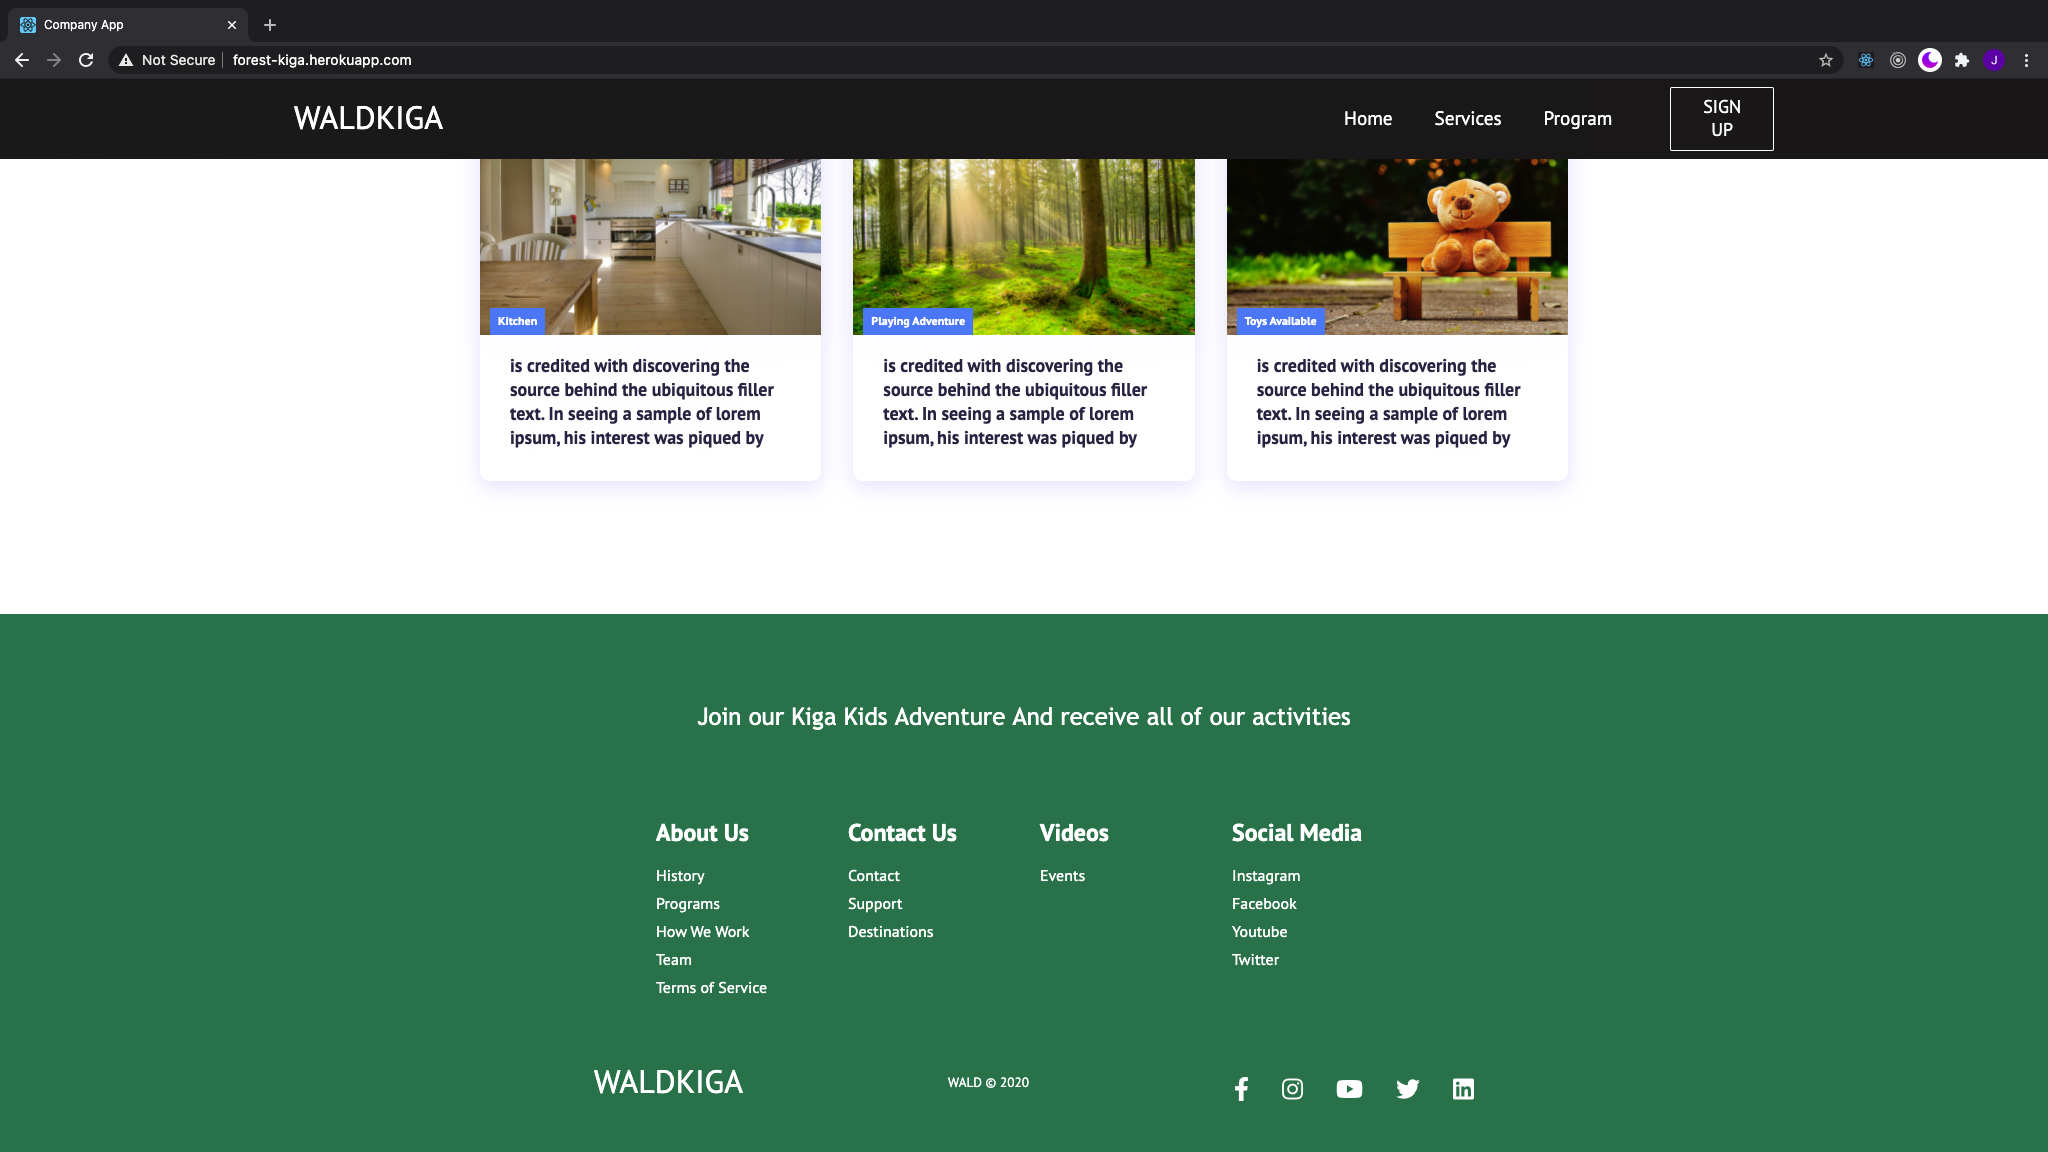 Company App
Not Secure
forest-kiga.herokuapp.com
J
WALDKIGA
Home
Services
Program
SIGN
UP
Kitchen
is credited with discovering the
source behind the ubiquitous filler
text. In seeing a sample of lorem
ipsum, his interest was piqued by
Playing Adventure
is credited with discovering the
source behind the ubiquitous filler
text. In seeing a sample of lorem
ipsum, his interest was piqued by
Toys Available
is credited with discovering the
source behind the ubiquitous filler
text. In seeing a sample of lorem
ipsum, his interest was piqued by
Join our Kiga Kids Adventure And receive all of our activities
About Us
History
Programs
How We Work
Team
Terms of Service
Contact Us
Contact
Support
Destinations
Videos
Events
Social Media
Instagram
Facebook
Youtube
Twitter
WALDKIGA
WALD © 2020